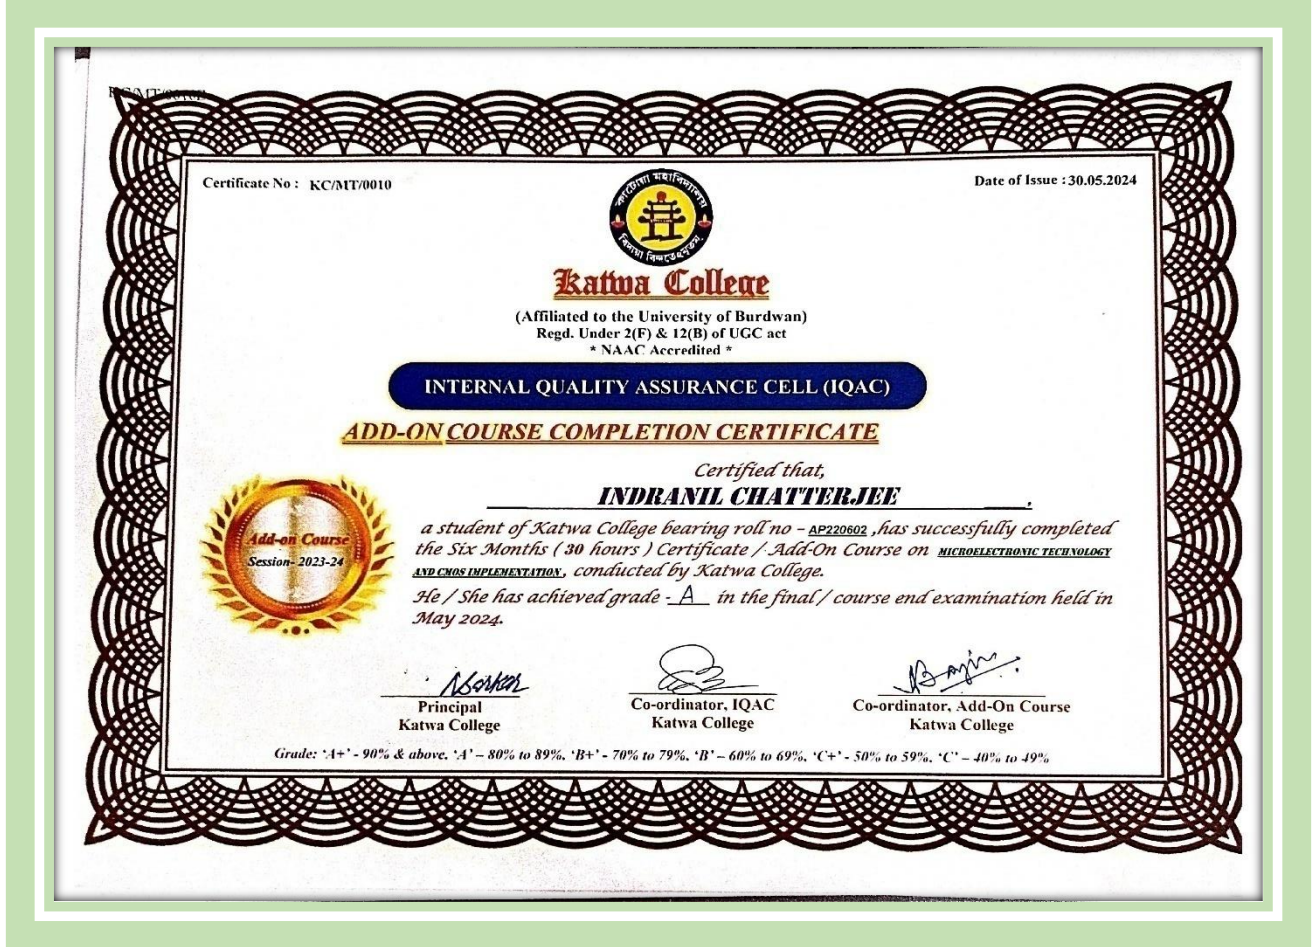 Certificate No : KC/MT/0010
Date of Issue : 30.05.2024
কাটোয়া মহাবিদ্যালয়
Katwa College
(Affiliated to the University of Burdwan)
Regd. Under 2(F) & 12(B) of UGC act
* NAAC Accredited *
INTERNAL QUALITY ASSURANCE CELL (IQAC)
ADD-ON COURSE COMPLETION CERTIFICATE
Certified that,
INDRANIL CHATTERJEE.
Add-on Course
Session- 2023-24
a student of Katwa College bearing roll no – AP220602 ,has successfully completed
the Six Months ( 30 hours ) Certificate / Add-On Course on MICROELECTRONIC TECHNOLOGY
AND CMOS IMPLEMENTATION, conducted by Katwa College.
He / She has achieved grade - A in the final / course end examination held in
May 2024.
Principal
Katwa College
Co-ordinator, IQAC
Katwa College
Co-ordinator, Add-On Course
Katwa College
Grade: ‘A+’ - 90% & above, ‘A’ – 80% to 89%, ‘B+’ - 70% to 79%, ‘B’ – 60% to 69%, ‘C+’ - 50% to 59%, ‘C’ – 40% to 49%